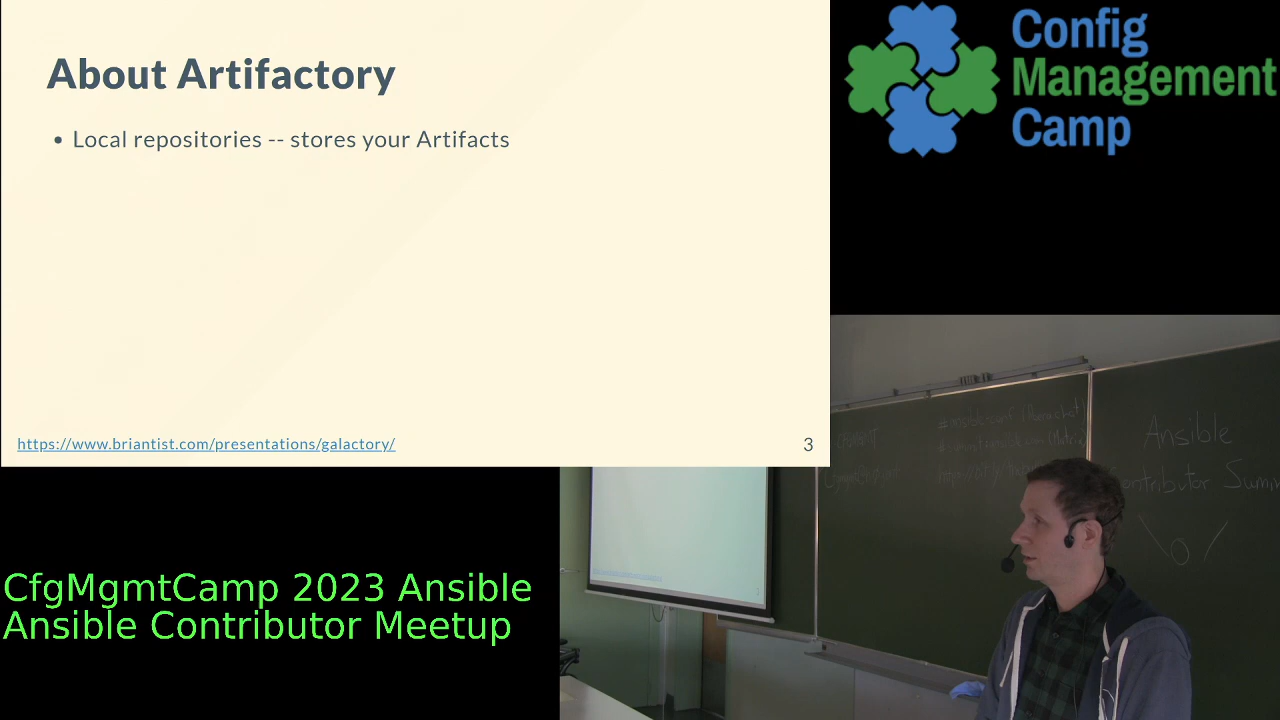 About Artifactory
• Local repositories -- stores your Artifacts
https://www.briantist.com/presentations/galactory/
3
Config
Management
Camp
CfgMgmtCamp 2023 Ansible
Ansible Contributor Meetup
Ansible
Contributor
\o/